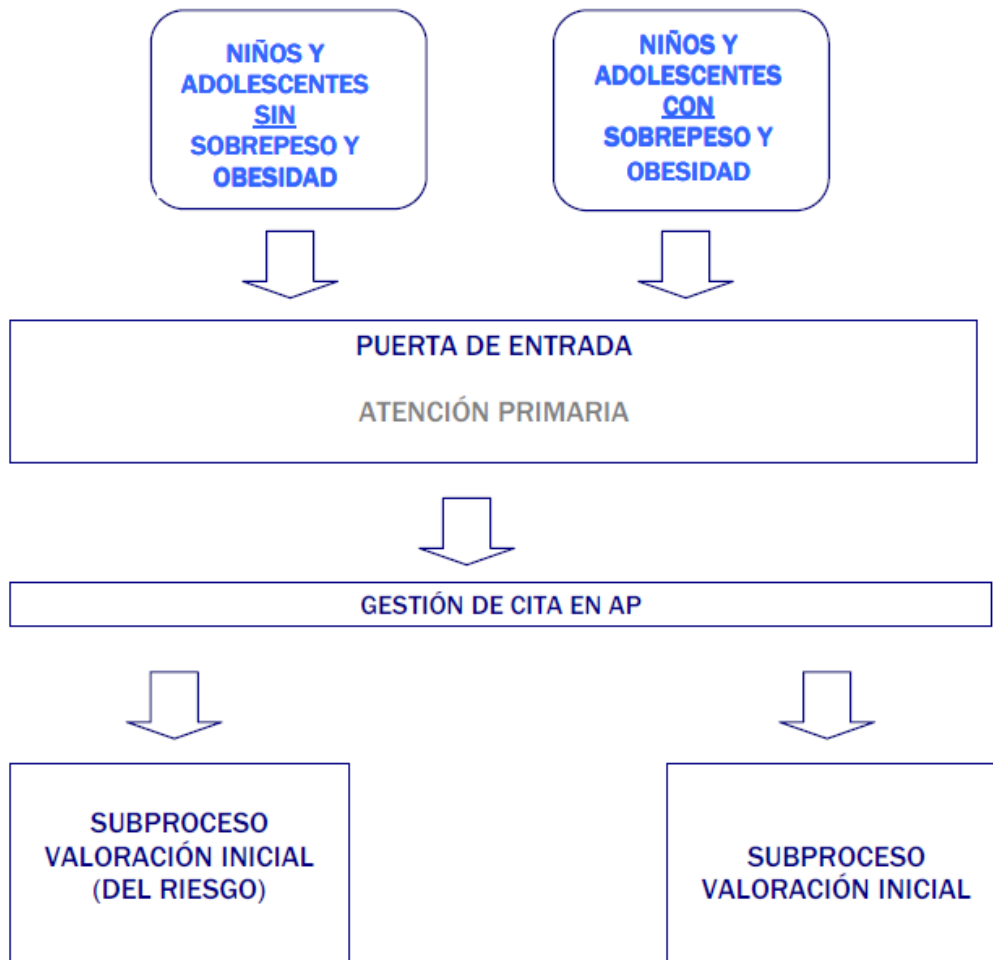 NIÑOS Y
ADOLESCENTES
SIN
SOBREPESO Y
OBESIDAD
NIÑOS Y
ADOLESCENTES
CON
SOBREPESO Y
OBESIDAD
PUERTA DE ENTRADA
ATENCIÓN PRIMARIA
GESTIÓN DE CITA EN AP
SUBPROCESO
VALORACIÓN INICIAL
(DEL RIESGO)
SUBPROCESO
VALORACIÓN INICIAL